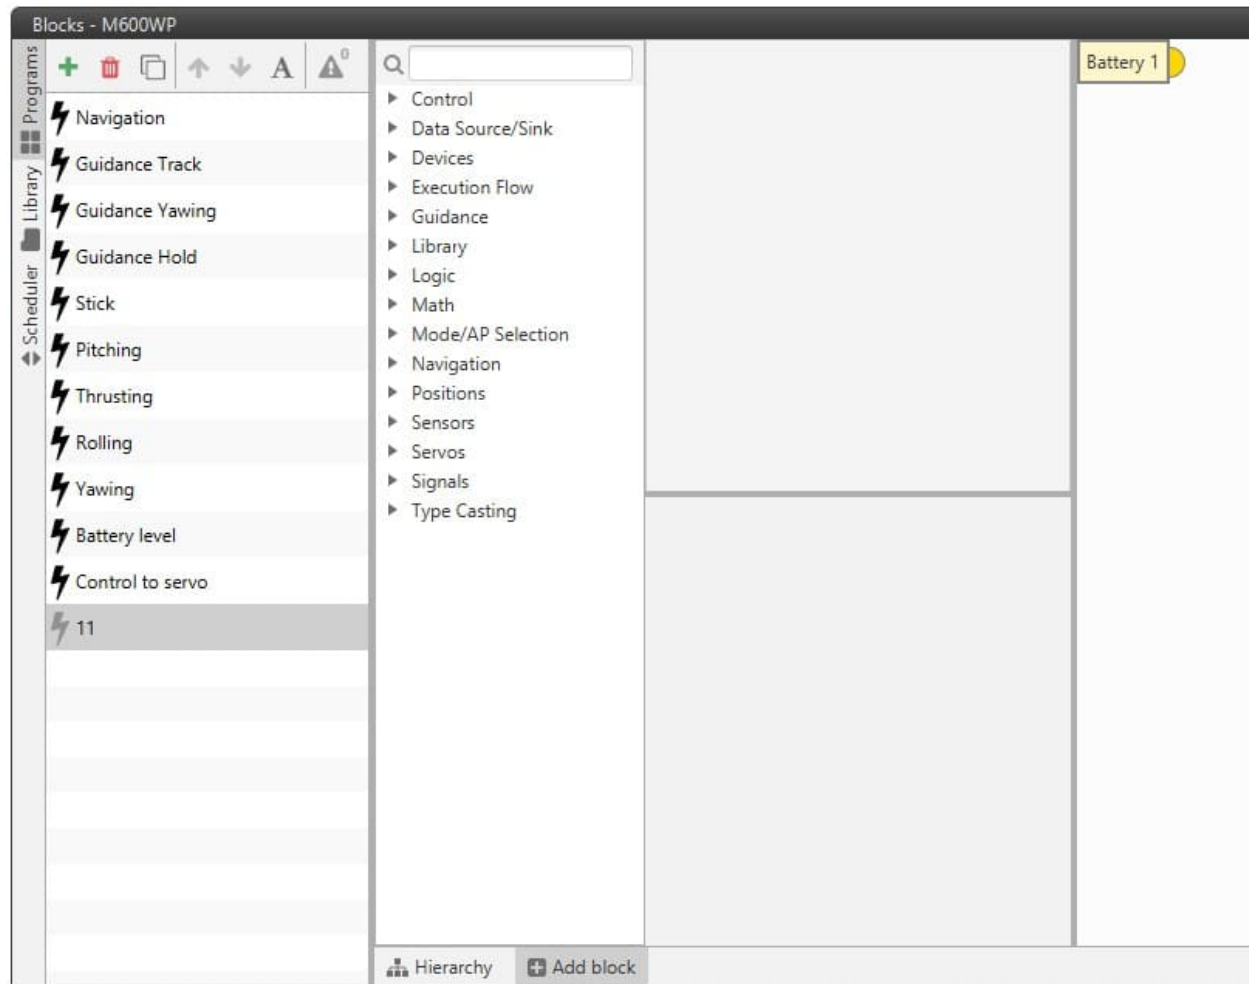 Blocks - M600WP
Programs
Library
Scheduler
A
0
Navigation
Guidance Track
Guidance Yawing
Guidance Hold
Stick
Pitching
Thrusting
Rolling
Yawing
Battery level
Control to servo
11
Control
Data Source/Sink
Devices
Execution Flow
Guidance
Library
Logic
Math
Mode/AP Selection
Navigation
Positions
Sensors
Servos
Signals
Type Casting
Battery 1
Hierarchy
Add block